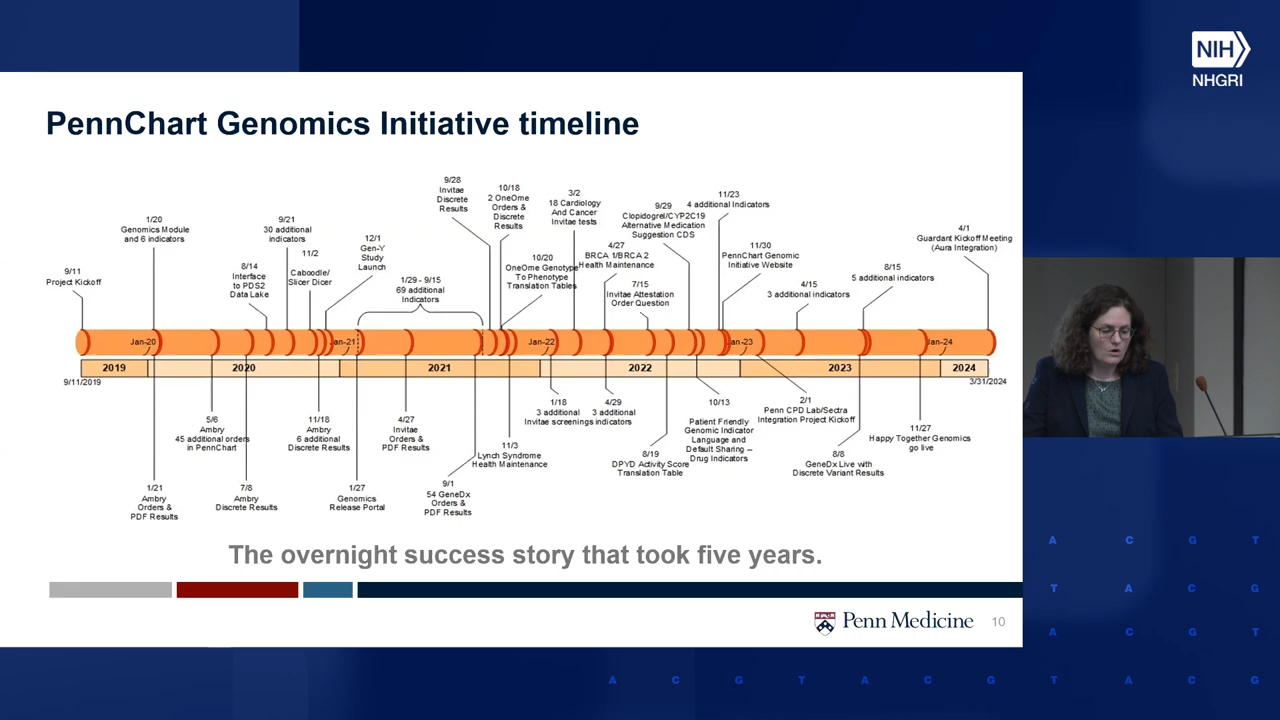 NIH
NHGRI
PennChart Genomics Initiative timeline
9/11
Project Kickoff
1/20
Genomics Module
and 6 indicators
8/14
Interface
to PDS2
Data Lake
9/21
30 additional
indicators
11/2
Caboodle/
Slicer Dicer
12/1
Gen-Y
Study
Launch
1/29 - 9/15
69 additional
Indicators
9/28
Invitae
Discrete
Results
10/18
2 OneOme
Orders &
Discrete
Results
10/20
OneOme Genotype
To Phenotype
Translation Tables
3/2
18 Cardiology
And Cancer
Invitae tests
4/27
BRCA 1/BRCA 2
Health Maintenance
7/15
Invitae Attestation
Order Question
9/29
Clopidogrel/CYP2C19
Alternative Medication
Suggestion CDS
11/23
4 additional Indicators
11/30
PennChart Genomic
Initiative Website
4/15
3 additional indicators
8/15
5 additional indicators
4/1
Guardant Kickoff Meeting
(Aura Integration)
Jan-20
Jan-21
Jan-22
Jan-23
Jan-24
2019
2020
2021
2022
2023
2024
9/11/2019
3/31/2024
1/21
Ambry
Orders &
PDF Results
5/6
Ambry
45 additional orders
in PennChart
7/8
Ambry
Discrete Results
11/18
Ambry
6 additional
Discrete Results
1/27
Genomics
Release Portal
4/27
Invitae
Orders &
PDF Results
9/1
54 GeneDx
Orders &
PDF Results
11/3
Lynch Syndrome
Health Maintenance
1/18
3 additional
Invitae screenings
4/29
3 additional
indicators
8/19
DPYD Activity Score
Translation Table
10/13
Patient Friendly
Genomic Indicator
Language and
Default Sharing –
Drug Indicators
2/1
Penn CPD Lab/Sectra
Integration Project Kickoff
8/8
GeneDx Live with
Discrete Variant Results
11/27
Happy Together Genomics
go live
The overnight success story that took five years.
Penn Medicine
10
A C G T
T A C G
A C G T
A C G T A C G T A C G